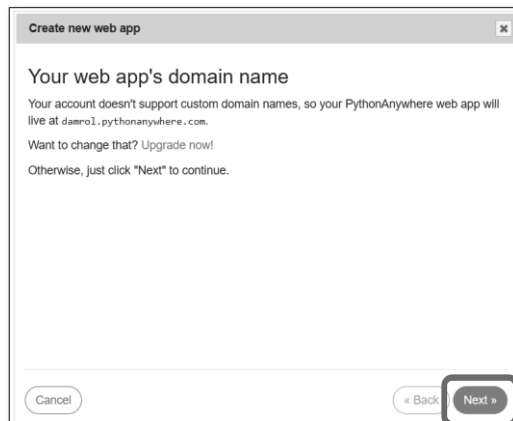 Create new web app
Your web app's domain name
Your account doesn't support custom domain names, so your PythonAnywhere web app will
live at damrol.pythonanywhere.com.
Want to change that? Upgrade now!
Otherwise, just click "Next" to continue.
Cancel
« Back
Next »